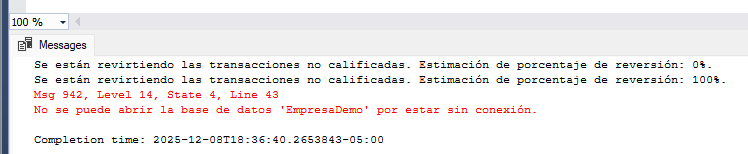 100 %
Messages
Se están revirtiendo las transacciones no calificadas. Estimación de porcentaje de reversión: 0%.
Se están revirtiendo las transacciones no calificadas. Estimación de porcentaje de reversión: 100%.
Msg 942, Level 14, State 4, Line 43
No se puede abrir la base de datos 'EmpresaDemo' por estar sin conexión.
Completion time: 2025-12-08T18:36:40.2653843-05:00